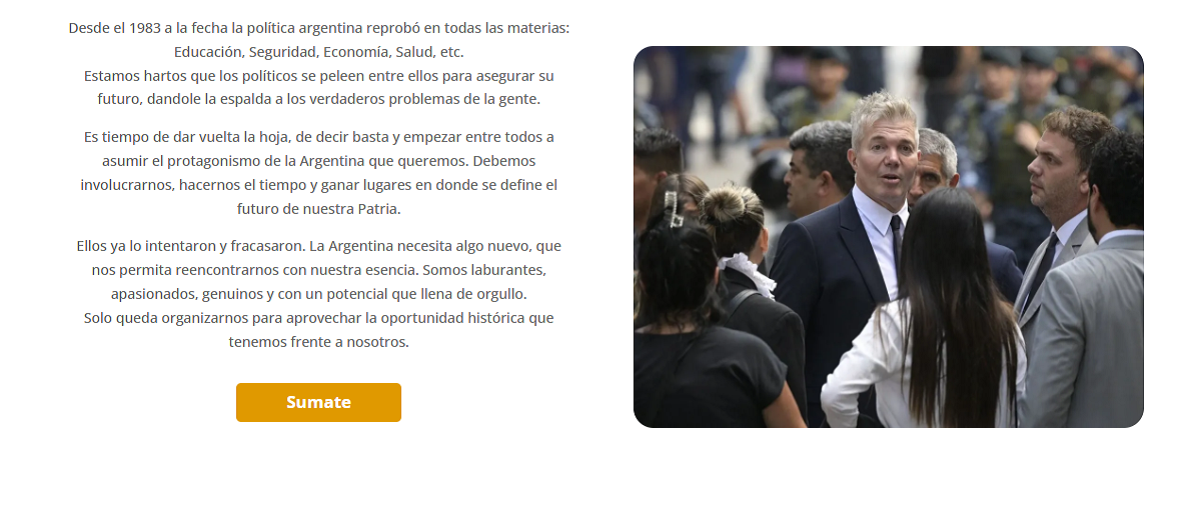 Desde el 1983 a la fecha la política argentina reprobó en todas las materias:
Educación, Seguridad, Economía, Salud, etc.
Estamos hartos que los políticos se peleen entre ellos para asegurar su
futuro, dandole la espalda a los verdaderos problemas de la gente.
Es tiempo de dar vuelta la hoja, de decir basta y empezar entre todos a
asumir el protagonismo de la Argentina que queremos. Debemos
involucrarnos, hacernos el tiempo y ganar lugares en donde se define el
futuro de nuestra Patria.
Ellos ya lo intentaron y fracasaron. La Argentina necesita algo nuevo, que
nos permita reencontrarnos con nuestra esencia. Somos laburantes,
apasionados, genuinos y con un potencial que llena de orgullo.
Solo queda organizarnos para aprovechar la oportunidad histórica que
tenemos frente a nosotros.
Sumate